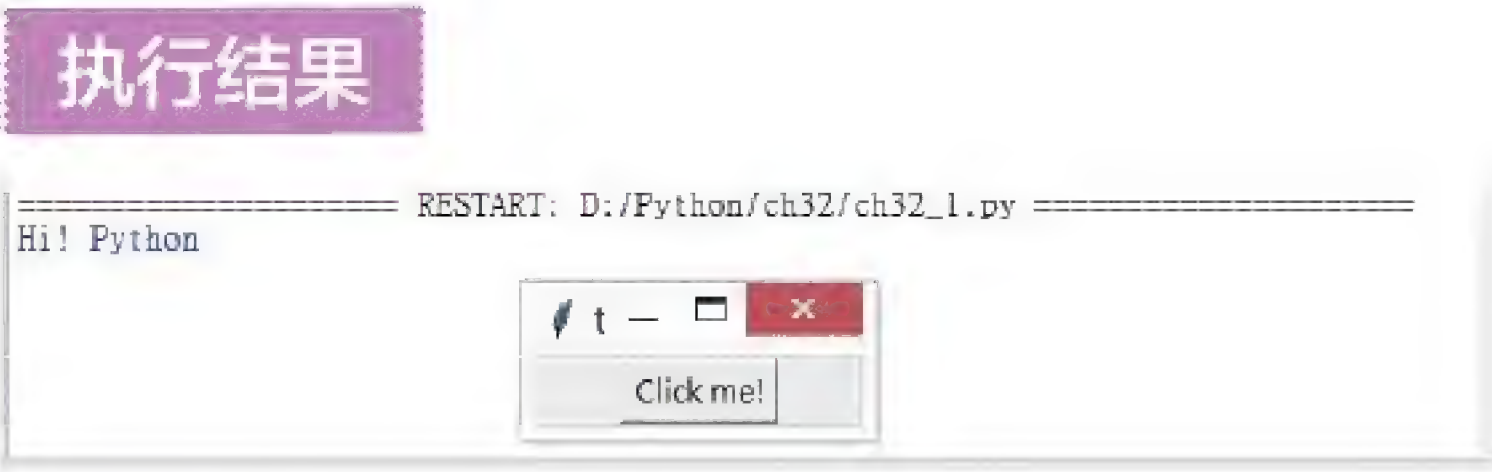 执行结果
==================== RESTART: D:/Python/ch32/ch32_1.py ====================
Hi! Python
t
Click me!